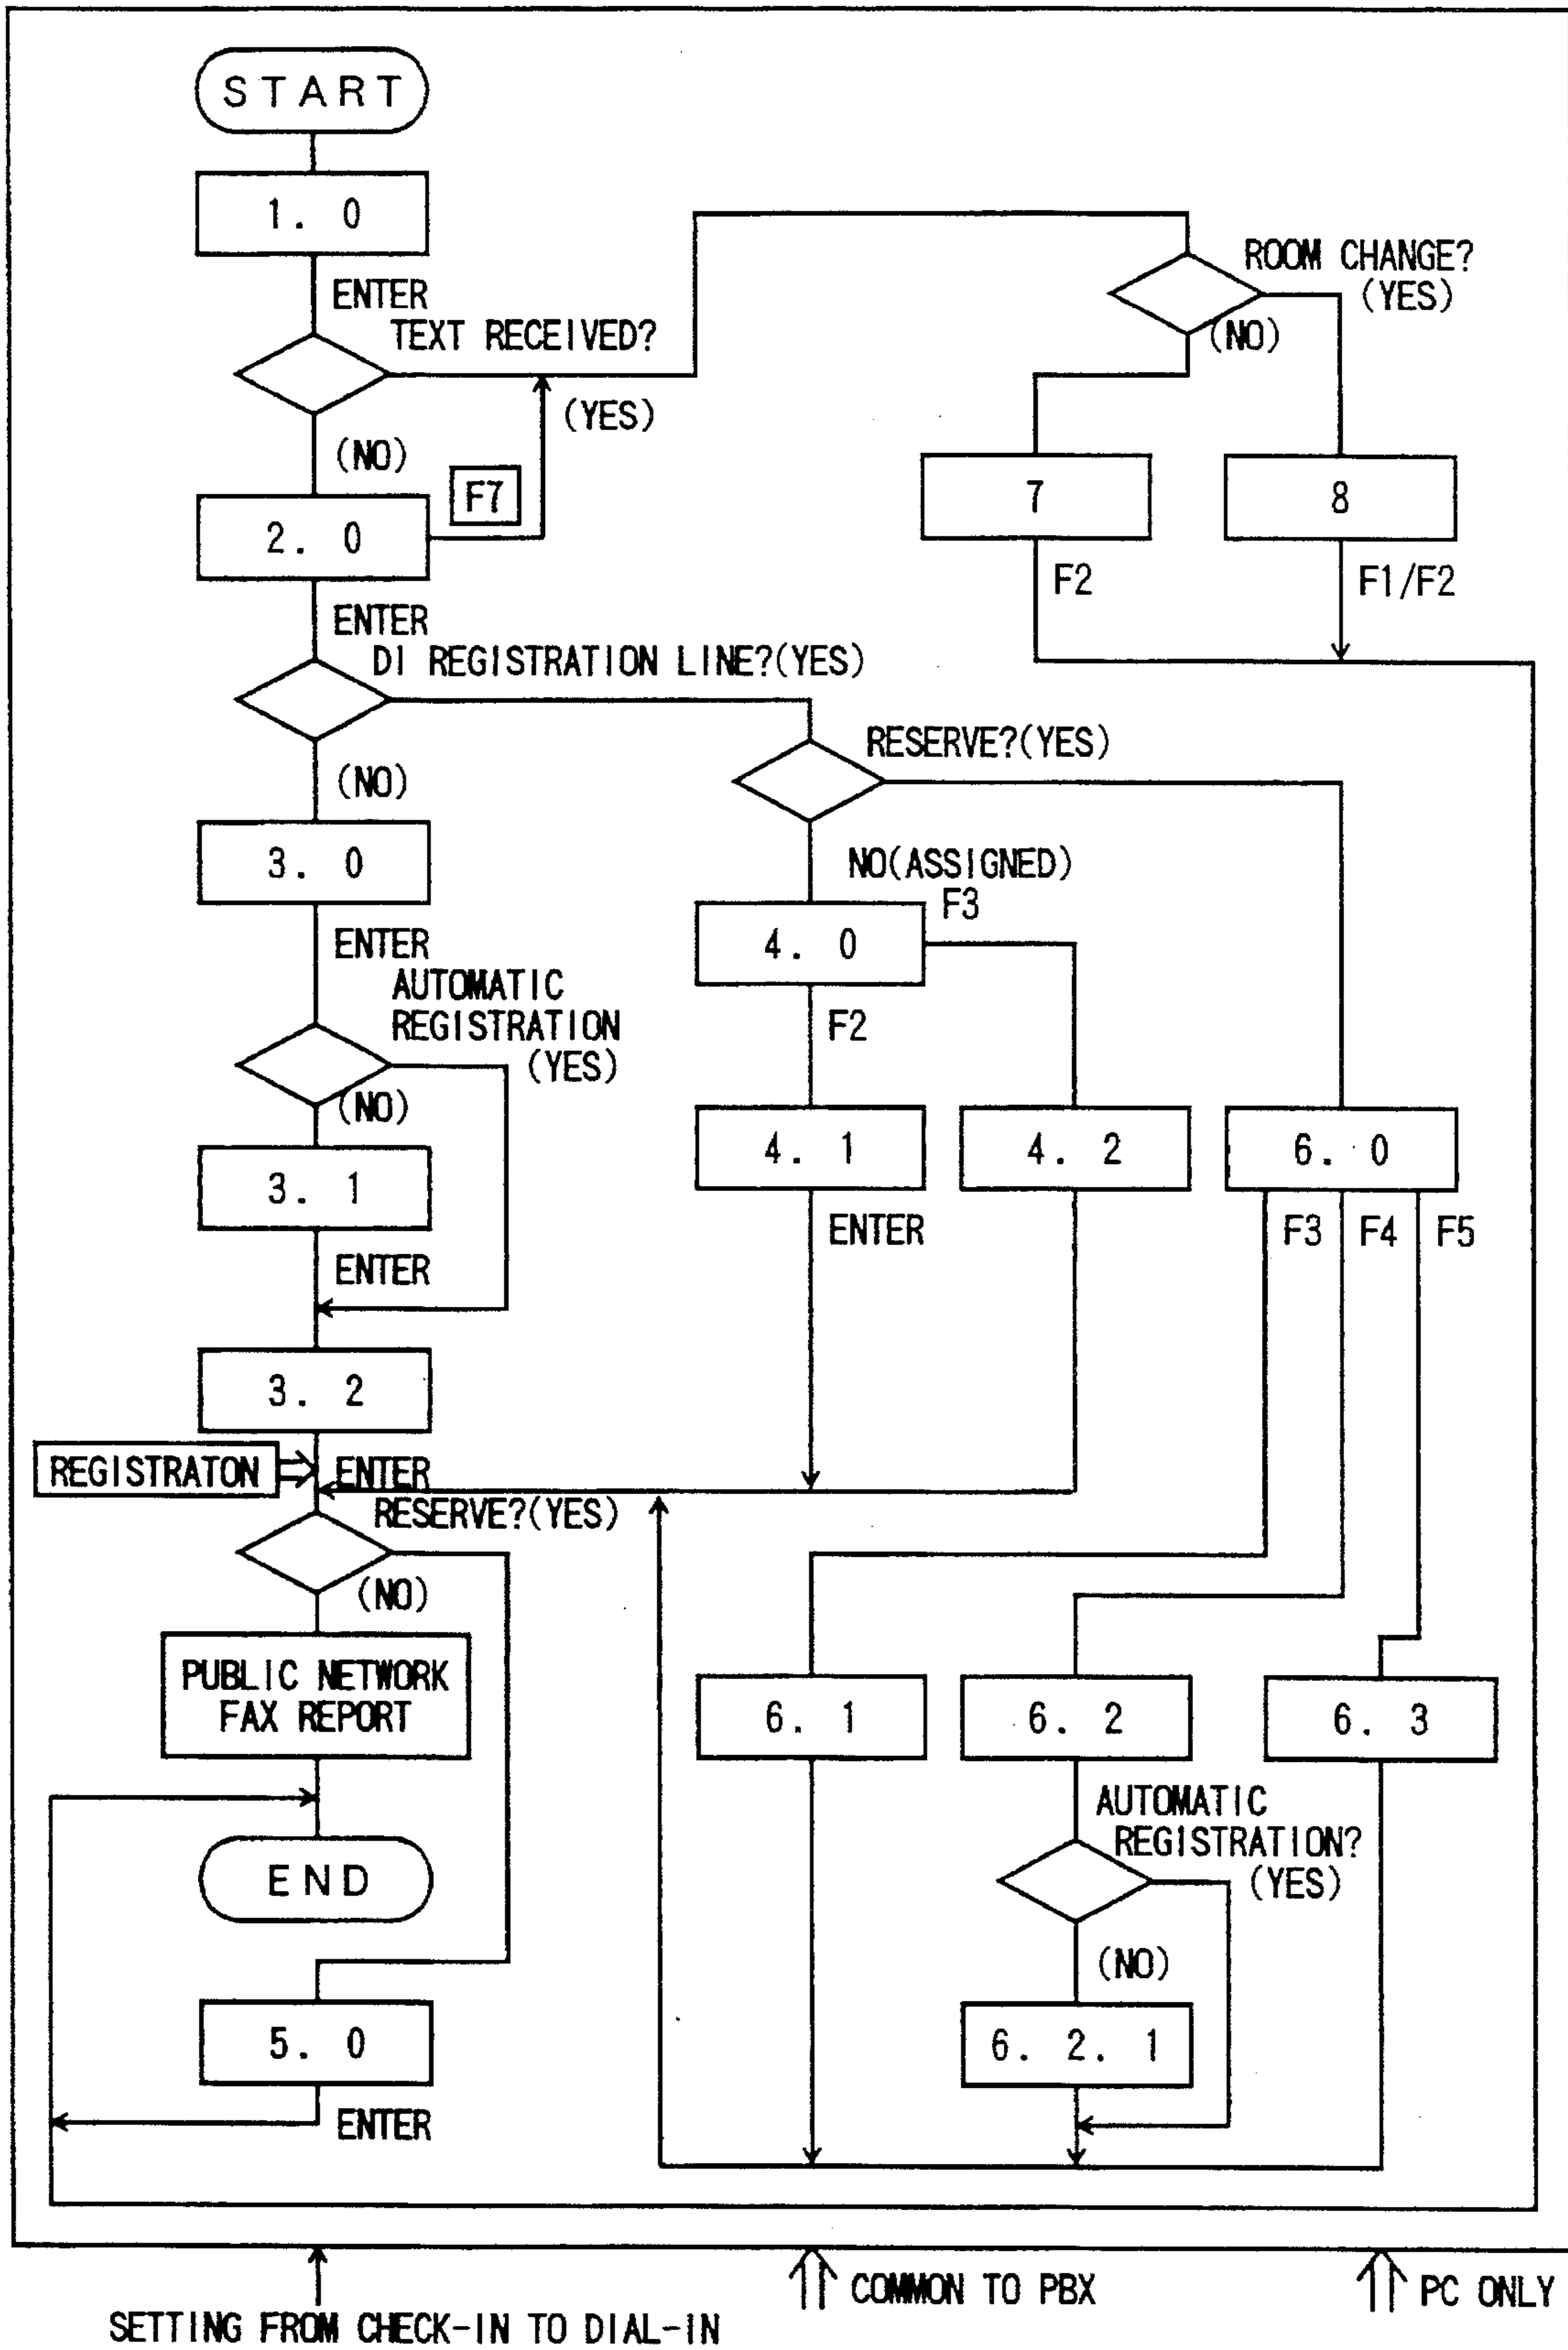 START
1. 0
ENTER
TEXT RECEIVED?
(YES)
(NO)
F7
2. 0
ROOM CHANGE?
(YES)
(NO)
7
8
F2
F1/F2
ENTER
DI REGISTRATION LINE?(YES)
(NO)
RESERVE?(YES)
NO(ASSIGNED)
F3
3. 0
4. 0
ENTER
AUTOMATIC
REGISTRATION
(YES)
(NO)
F2
3. 1
4. 1
4. 2
6. 0
ENTER
ENTER
F3
F4
F5
3. 2
REGISTRATON
ENTER
RESERVE?(YES)
(NO)
PUBLIC NETWORK
FAX REPORT
6. 1
6. 2
6. 3
AUTOMATIC
REGISTRATION?
(YES)
(NO)
END
5. 0
6. 2. 1
ENTER
COMMON TO PBX
PC ONLY
SETTING FROM CHECK-IN TO DIAL-IN